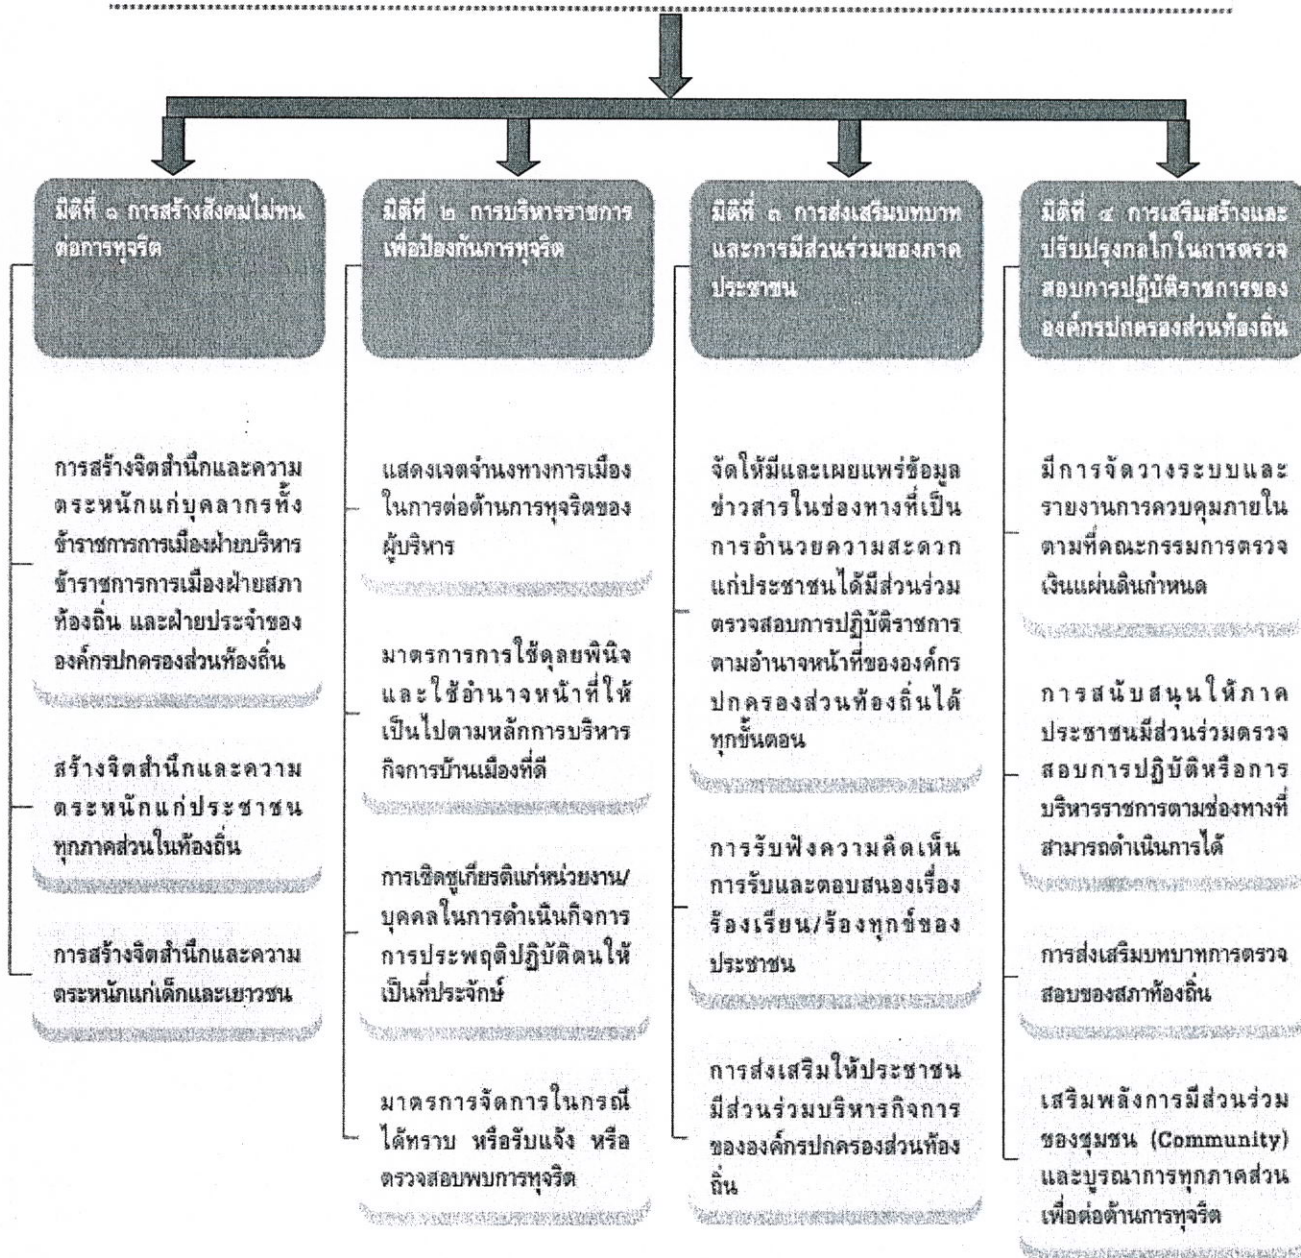 มิติที่ ๑ การสร้างสังคมไม่ทน
ต่อการทุจริต
การสร้างจิตสำนึกและความ
ตระหนักแก่บุคลากรทั้ง
ข้าราชการการเมืองฝ่ายบริหาร
ข้าราชการการเมืองฝ่ายสภา
ท้องถิ่น และฝ่ายประจำของ
องค์กรปกครองส่วนท้องถิ่น
สร้างจิตสำนึกและความ
ตระหนักแก่ประชาชน
ทุกภาคส่วนในท้องถิ่น
การสร้างจิตสำนึกและความ
ตระหนักแก่เด็กและเยาวชน
มิติที่ ๒ การบริหารราชการ
เพื่อป้องกันการทุจริต
แสดงเจตจำนงทางการเมือง
ในการต่อต้านการทุจริตของ
ผู้บริหาร
มาตรการการใช้ดุลยพินิจ
และใช้อำนาจหน้าที่ให้
เป็นไปตามหลักการบริหาร
กิจการบ้านเมืองที่ดี
การเชิดชูเกียรติแก่หน่วยงาน/
บุคคลในการดำเนินกิจการ
การประพฤติปฏิบัติตนให้
เป็นที่ประจักษ์
มาตรการจัดการในกรณี
ได้ทราบ หรือรับแจ้ง หรือ
ตรวจสอบพบการทุจริต
มิติที่ ๓ การส่งเสริมบทบาท
และการมีส่วนร่วมของภาค
ประชาชน
จัดให้มีและเผยแพร่ข้อมูล
ข่าวสารในช่องทางที่เป็น
การอำนวยความสะดวก
แก่ประชาชนได้มีส่วนร่วม
ตรวจสอบการปฏิบัติราชการ
ตามอำนาจหน้าที่ขององค์กร
ปกครองส่วนท้องถิ่นได้
ทุกขั้นตอน
การรับฟังความคิดเห็น
การรับและตอบสนองเรื่อง
ร้องเรียน/ร้องทุกข์ของ
ประชาชน
การส่งเสริมให้ประชาชน
มีส่วนร่วมบริหารกิจการ
ขององค์กรปกครองส่วนท้อง
ถิ่น
มิติที่ ๔ การเสริมสร้างและ
ปรับปรุงกลไกในการตรวจ
สอบการปฏิบัติราชการของ
องค์กรปกครองส่วนท้องถิ่น
มีการจัดวางระบบและ
รายงานการควบคุมภายใน
ตามที่คณะกรรมการตรวจ
เงินแผ่นดินกำหนด
การสนับสนุนให้ภาค
ประชาชนมีส่วนร่วมตรวจ
สอบการปฏิบัติหรือการ
บริหารราชการตามช่องทางที่
สามารถดำเนินการได้
การส่งเสริมบทบาทการตรวจ
สอบของสภาท้องถิ่น
เสริมพลังการมีส่วนร่วม
ของชุมชน (Community)
และบูรณาการทุกภาคส่วน
เพื่อต่อต้านการทุจริต